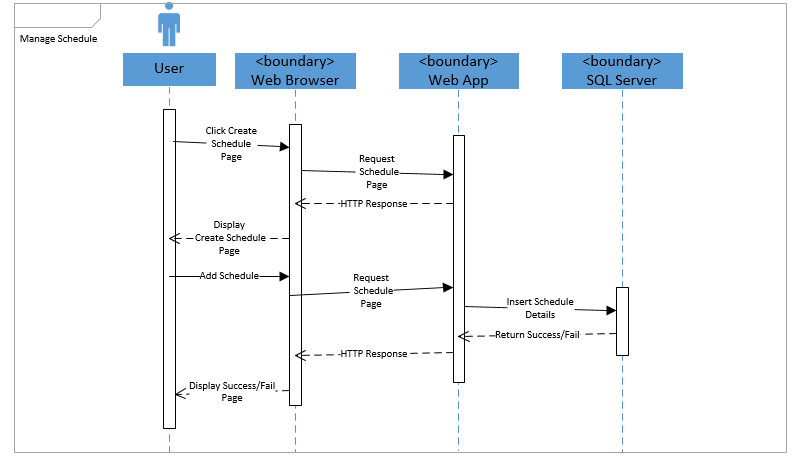 Manage Schedule
User
<boundary>
Web Browser
<boundary>
Web App
<boundary>
SQL Server
Click Create
Schedule
Page
Request
Schedule
Page
HTTP Response
Display
Create Schedule
Page
Add Schedule
Request
Schedule
Page
Insert Schedule
Details
Return Success/Fail
HTTP Response
Display Success/Fail
Page